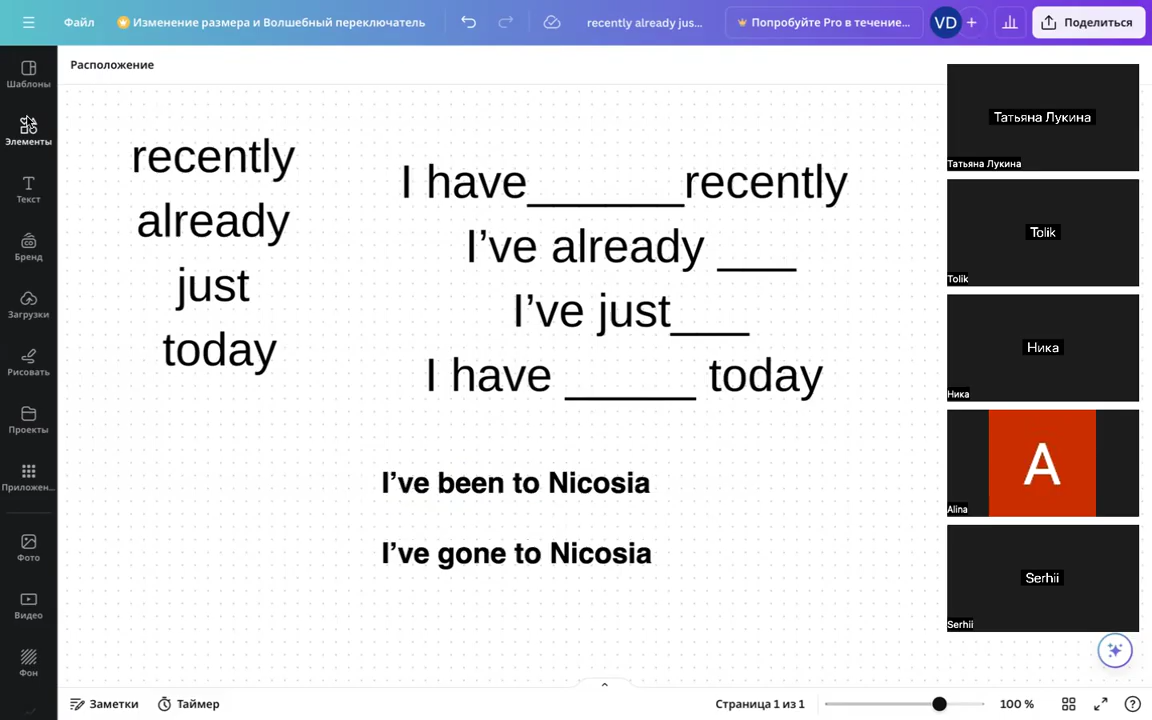 Файл
Изменение размера и Волшебный переключатель
recently already jus...
Попробуйте Pro в течение...
VD
+
Поделиться
Расположение
Шаблоны
Элементы
Текст
Бренд
Загрузки
Рисовать
Проекты
Приложен...
Фото
Видео
Фон
recently
already
just
today
I have______recently
I’ve already ___
I’ve just___
I have _____ today
I’ve been to Nicosia
I’ve gone to Nicosia
Татьяна Лукина
Татьяна Лукина
Tolik
Tolik
Ника
Ника
A
Alina
Serhii
Serhii
Заметки
Таймер
Страница 1 из 1
100 %